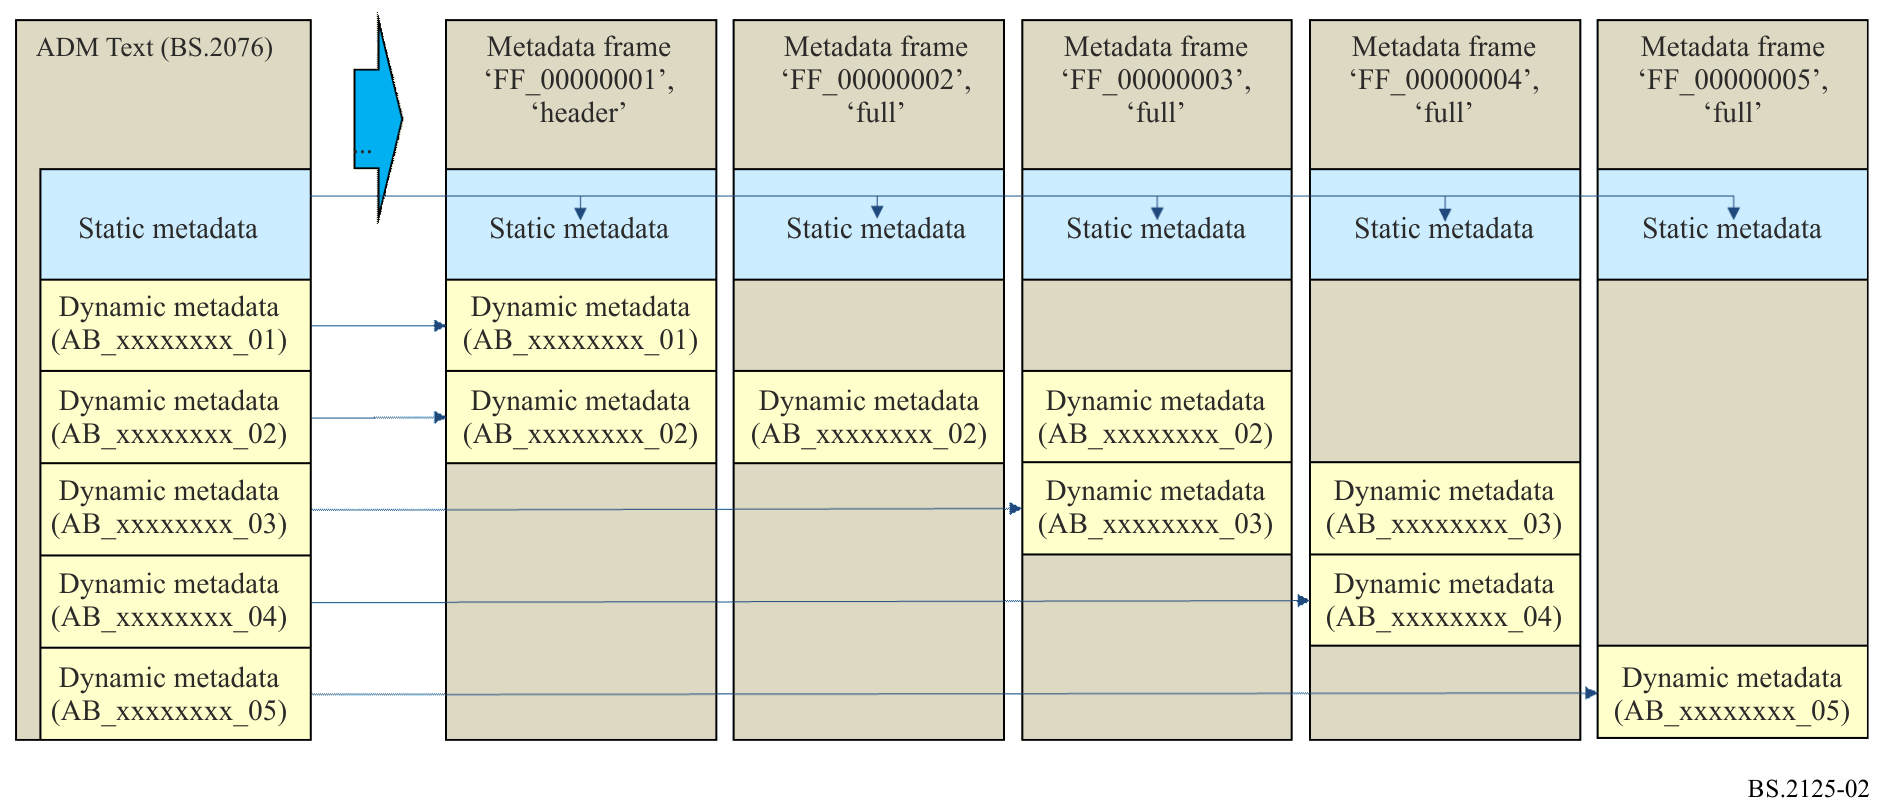 ADM Text (BS.2076)
Static metadata
Dynamic metadata
(AB_xxxxxxxx_01)
Dynamic metadata
(AB_xxxxxxxx_02)
Dynamic metadata
(AB_xxxxxxxx_03)
Dynamic metadata
(AB_xxxxxxxx_04)
Dynamic metadata
(AB_xxxxxxxx_05)
...
Metadata frame
‘FF_00000001’,
‘header’
Static metadata
Dynamic metadata
(AB_xxxxxxxx_01)
Dynamic metadata
(AB_xxxxxxxx_02)
Metadata frame
‘FF_00000002’,
‘full’
Static metadata
Dynamic metadata
(AB_xxxxxxxx_02)
Metadata frame
‘FF_00000003’,
‘full’
Static metadata
Dynamic metadata
(AB_xxxxxxxx_02)
Dynamic metadata
(AB_xxxxxxxx_03)
Metadata frame
‘FF_00000004’,
‘full’
Static metadata
Dynamic metadata
(AB_xxxxxxxx_03)
Dynamic metadata
(AB_xxxxxxxx_04)
Metadata frame
‘FF_00000005’,
‘full’
Static metadata
Dynamic metadata
(AB_xxxxxxxx_05)
BS.2125-02